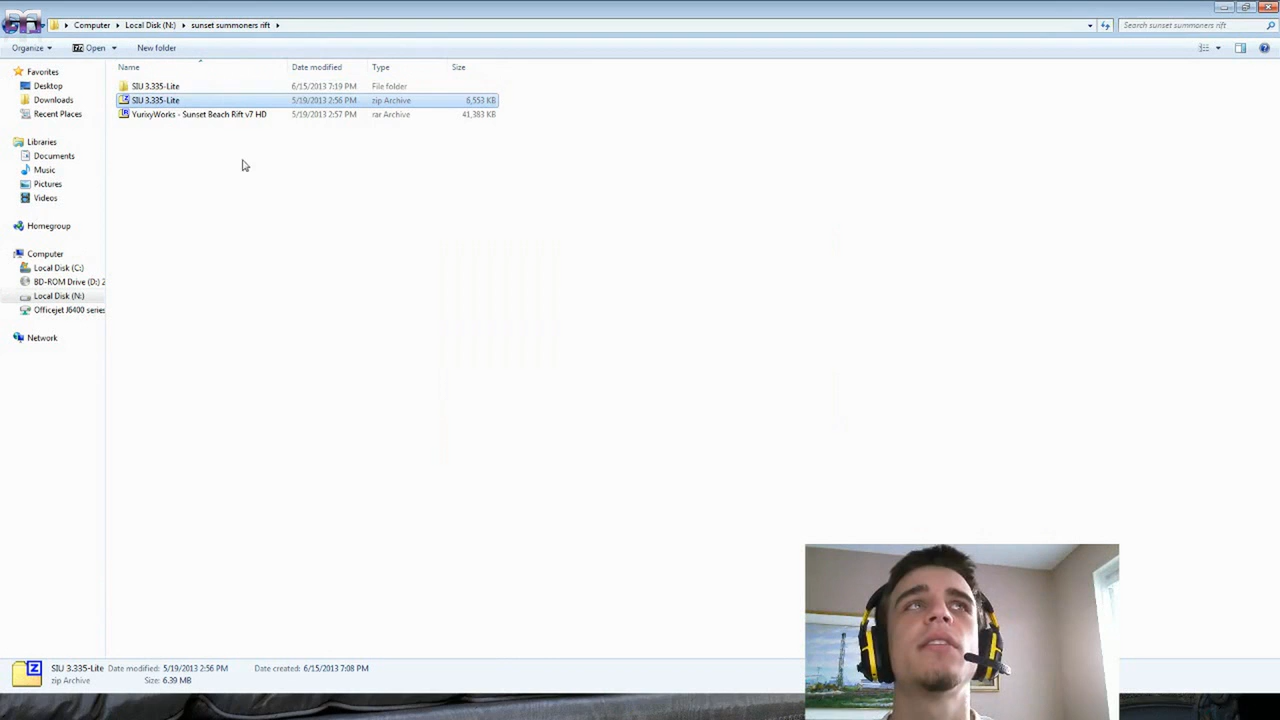 Computer ▸ Local Disk (N:) ▸ sunset summoners rift ▸ Search sunset summoners rift
Organize Open New folder
Name Date modified Type Size
Favorites
Desktop
Downloads
Recent Places
Libraries
Documents
Music
Pictures
Videos
Homegroup
Computer
Local Disk (C:)
BD-ROM Drive (D:) 2
Local Disk (N:)
Officejet J6400 series
Network
SIU 3.335-Lite 6/15/2013 7:19 PM File folder
SIU 3.335-Lite 5/19/2013 2:56 PM zip Archive 6,553 KB
YurixyWorks - Sunset Beach Rift v7 HD 5/19/2013 2:57 PM rar Archive 41,383 KB
SIU 3.335-Lite Date modified: 5/19/2013 2:56 PM Date created: 6/15/2013 7:08 PM
zip Archive Size: 6.39 MB